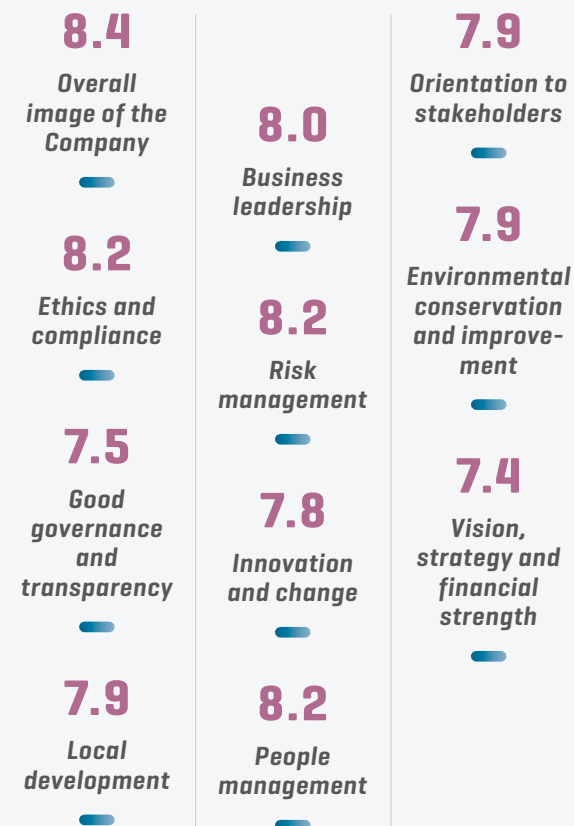 8.4
Overall
image of the
Company
8.2
Ethics and
compliance
7.5
Good
governance
and
transparency
7.9
Local
development
8.0
Business
leadership
8.2
Risk
management
7.8
Innovation
and change
8.2
People
management
7.9
Orientation to
stakeholders
7.9
Environmental
conservation
and improve-
ment
7.4
Vision,
strategy and
financial
strength